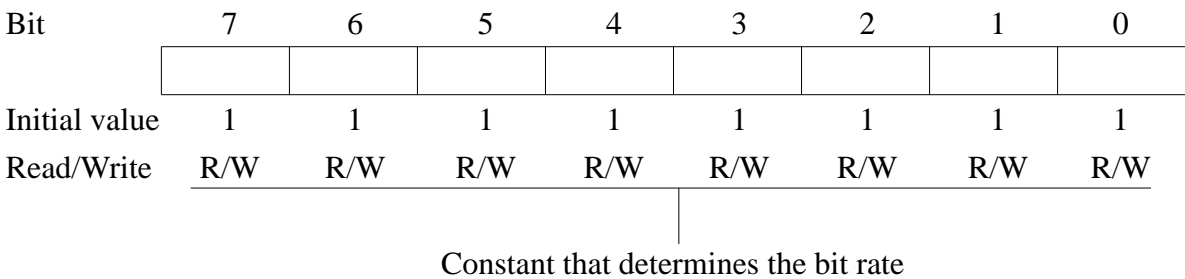 Bit 7 6 5 4 3 2 1 0
Initial value 1 1 1 1 1 1 1 1
Read/Write R/W R/W R/W R/W R/W R/W R/W R/W
Constant that determines the bit rate